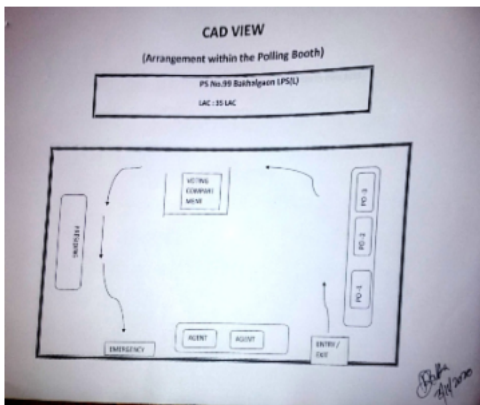 CAD VIEW
(Arrangement within the Polling Booth)
PS No.99 Bakhalgaon LPS(L)
LAC : 35 LAC
VOTING
COMPART
MENT
PO-3
PO-2
PO-1
AGENT
AGENT
EMERGENCY
ENTRY /
EXIT
2020